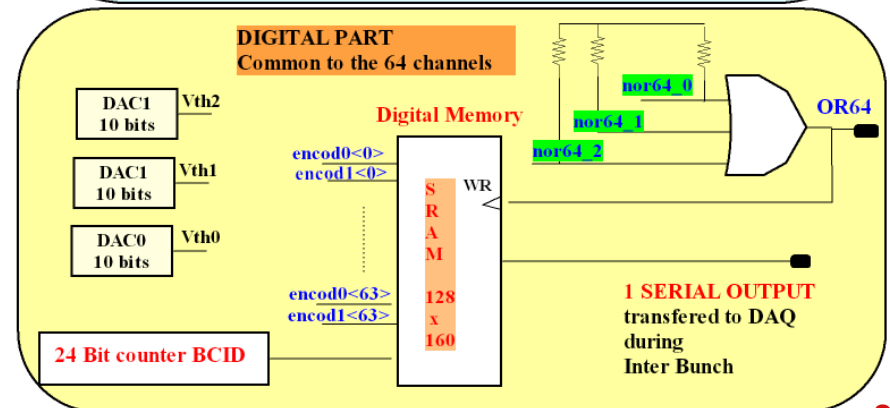 DIGITAL PART
Common to the 64 channels
DAC1
10 bits
Vth2
DAC1
10 bits
Vth1
DAC0
10 bits
Vth0
Digital Memory
encod0<0>
encod1<0>
encod0<63>
encod1<63>
S
R
A
M
128
x
160
WR
nor64_0
nor64_1
nor64_2
OR64
24 Bit counter BCID
1 SERIAL OUTPUT
transfered to DAQ
during
Inter Bunch